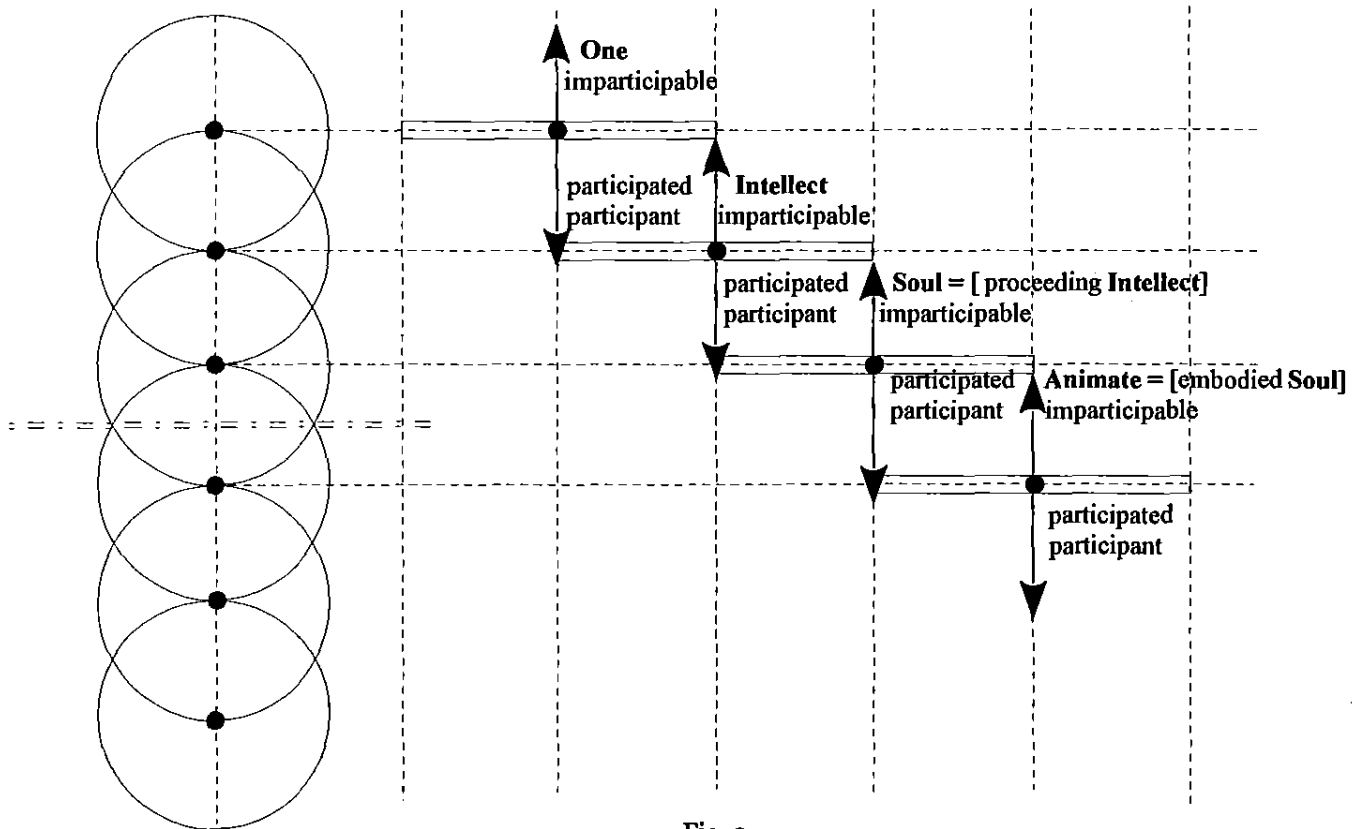 One
imparticipable
participated
participant
Intellect
imparticipable
participated
participant
Soul = [ proceeding Intellect]
imparticipable
participated
participant
Animate = [embodied Soul]
imparticipable
participated
participant